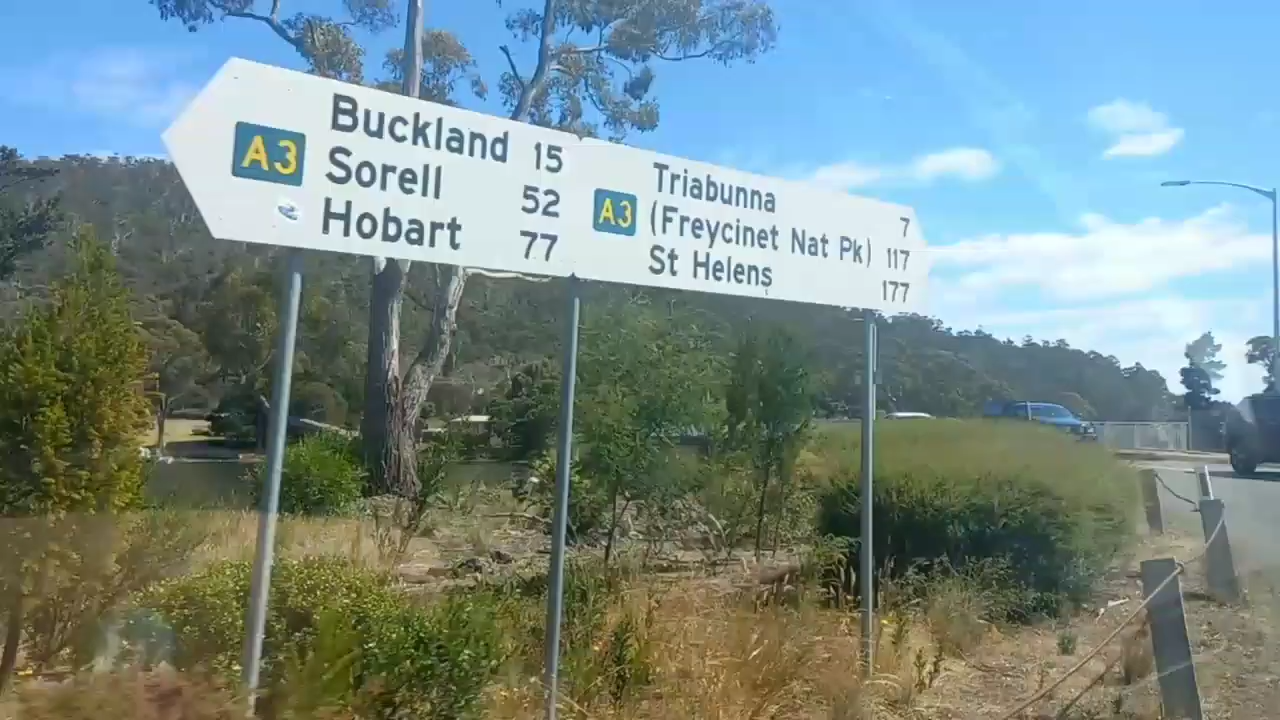 A3
Buckland 15
Sorell 52
Hobart 77
A3
Triabunna 7
(Freycinet Nat Pk) 117
St Helens 177